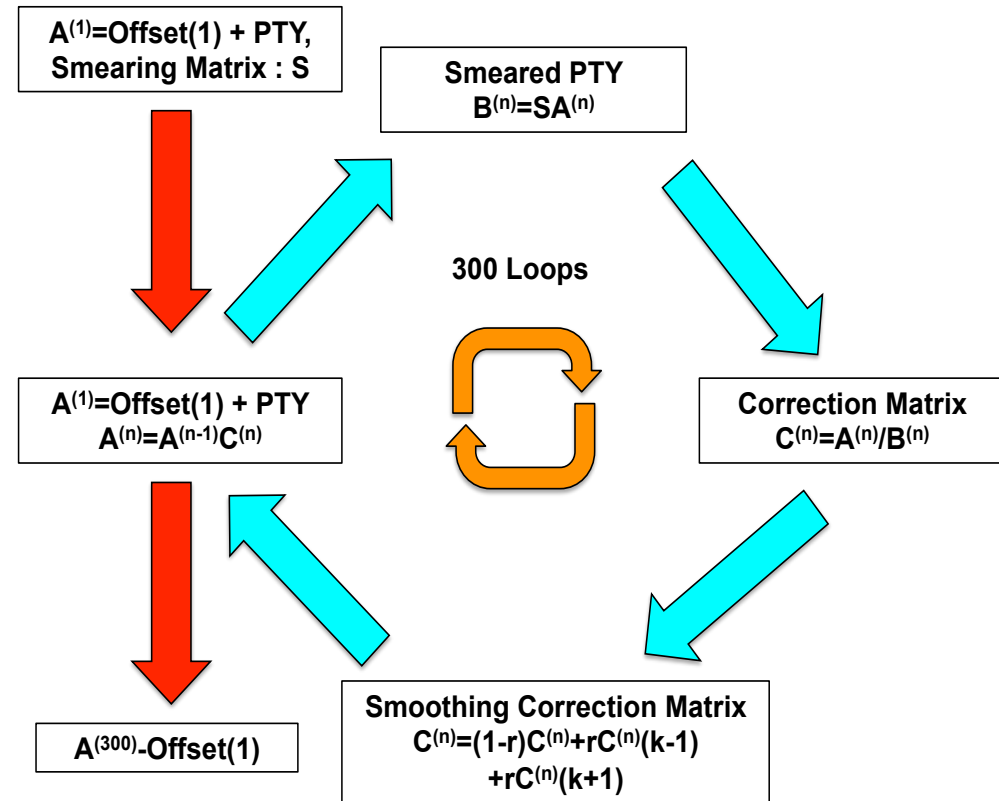 A⁽¹⁾=Offset(1) + PTY,
Smearing Matrix : S
Smeared PTY
B⁽ⁿ⁾=SA⁽ⁿ⁾
300 Loops
A⁽¹⁾=Offset(1) + PTY
A⁽ⁿ⁾=A⁽ⁿ⁻¹⁾C⁽ⁿ⁾
Correction Matrix
C⁽ⁿ⁾=A⁽ⁿ⁾/B⁽ⁿ⁾
Smoothing Correction Matrix
C⁽ⁿ⁾=(1-r)C⁽ⁿ⁾+rC⁽ⁿ⁾(k-1)
+rC⁽ⁿ⁾(k+1)
A⁽³⁰⁰⁾-Offset(1)